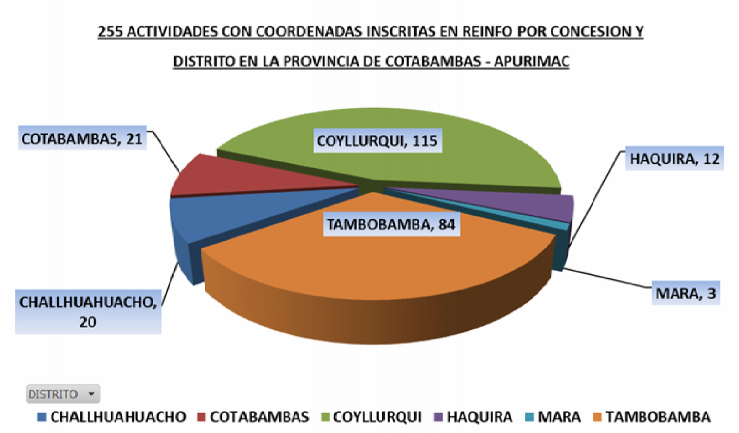 255 ACTIVIDADES CON COORDENADAS INSCRITAS EN REINFO POR CONCESION Y
DISTRITO EN LA PROVINCIA DE COTABAMBAS - APURIMAC
COTABAMBAS, 21
COYLLURQUI, 115
HAQUIRA, 12
TAMBOBAMBA, 84
CHALLHUAHUACHO,
20
MARA, 3
DISTRITO
CHALLHUAHUACHO COTABAMBAS COYLLURQUI HAQUIRA MARA TAMBOBAMBA